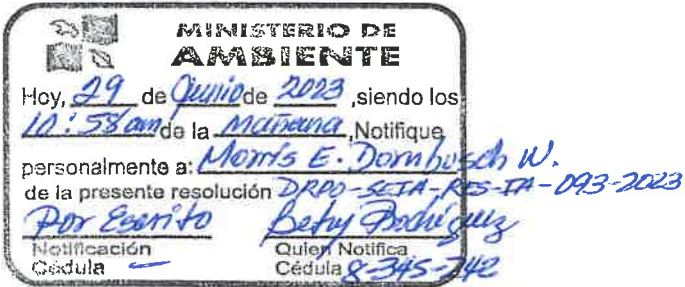 MINISTERIO DE
AMBIENTE
Hoy, 29 de Junio de 2023 ,siendo los
10:58 am de la mañana ,Notifique
personalmente a: Morris E. Dornbusch W.
de la presente resolución DRPO-SEIA-RES-IA-093-2023
Por Escrito Betsy Rodríguez
Notificación Quien Notifica
Cédula — Cédula 8-345-242